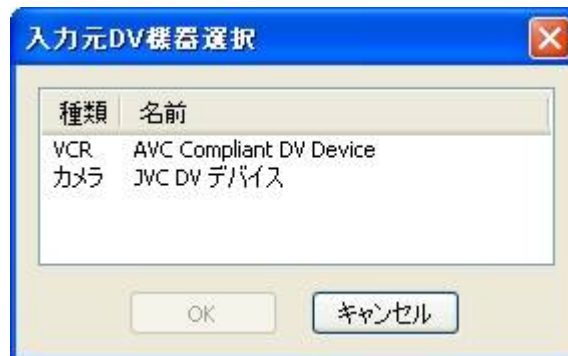 入力元DV機器選択
種類 名前
VCR AVC Compliant DV Device
カメラ JVC DV デバイス
OK キャンセル